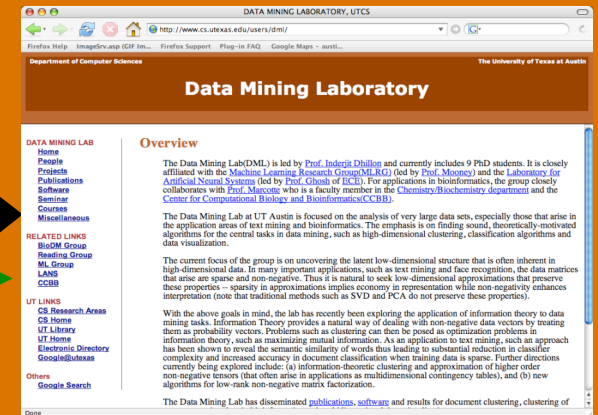 DATA MINING LABORATORY, UTCS
http://www.cs.utexas.edu/users/dml/
G
Firefox Help ImageSrv.asp (GIF Im... Firefox Support Plug-in FAQ Google Maps - austi...
Department of Computer Sciences
The University of Texas at Austin
Data Mining Laboratory
DATA MINING LAB
Home
People
Projects
Publications
Software
Seminar
Courses
Miscellaneous
RELATED LINKS
BioDM Group
Reading Group
ML Group
LANS
CCBB
UT LINKS
CS Research Areas
CS Home
UT Library
UT Home
Electronic Directory
Google@utexas
Others
Google Search
Overview
The Data Mining Lab(DML) is led by Prof. Inderjit Dhillon and currently includes 9 PhD students. It is closely
affiliated with the Machine Learning Research Group(MLRG) (led by Prof. Mooney) and the Laboratory for
Artificial Neural Systems (led by Prof. Ghosh of ECE). For applications in bioinformatics, the group closely
collaborates with Prof. Marcotte who is a faculty member in the Chemistry/Biochemistry department and the
Center for Computational Biology and Bioinformatics(CCBB).
The Data Mining Lab at UT Austin is focused on the analysis of very large data sets, especially those that arise in
the application areas of text mining and bioinformatics. The emphasis is on finding sound, theoretically-motivated
algorithms for the central tasks in data mining, such as high-dimensional clustering, classification algorithms and
data visualization.
The current focus of the group is on uncovering the latent low-dimensional structure that is often inherent in
high-dimensional data. In many important applications, such as text mining and face recognition, the data matrices
that arise are sparse and non-negative. Thus it is natural to seek low-dimensional approximations that preserve
these properties -- sparsity in approximations implies economy in representation while non-negativity enhances
interpretation (note that traditional methods such as SVD and PCA do not preserve these properties).
With the above goals in mind, the lab has recently been exploring the application of information theory to data
mining tasks. Information Theory provides a natural way of dealing with non-negative data vectors by treating
them as probability vectors. Problems such as clustering can then be posed as optimization problems in
information theory, such as maximizing mutual information. As an application to text mining, such an approach
has been shown to reveal the semantic similarity of words thus leading to substantial reduction in classifier
complexity and increased accuracy in document classification when training data is sparse. Further directions
currently being explored include: (a) information-theoretic clustering and approximation of higher order
non-negative tensors (that often arise in applications as multidimensional contingency tables), and (b) new
algorithms for low-rank non-negative matrix factorization.
The Data Mining Lab has disseminated publications, software and results for document clustering, clustering of
Done